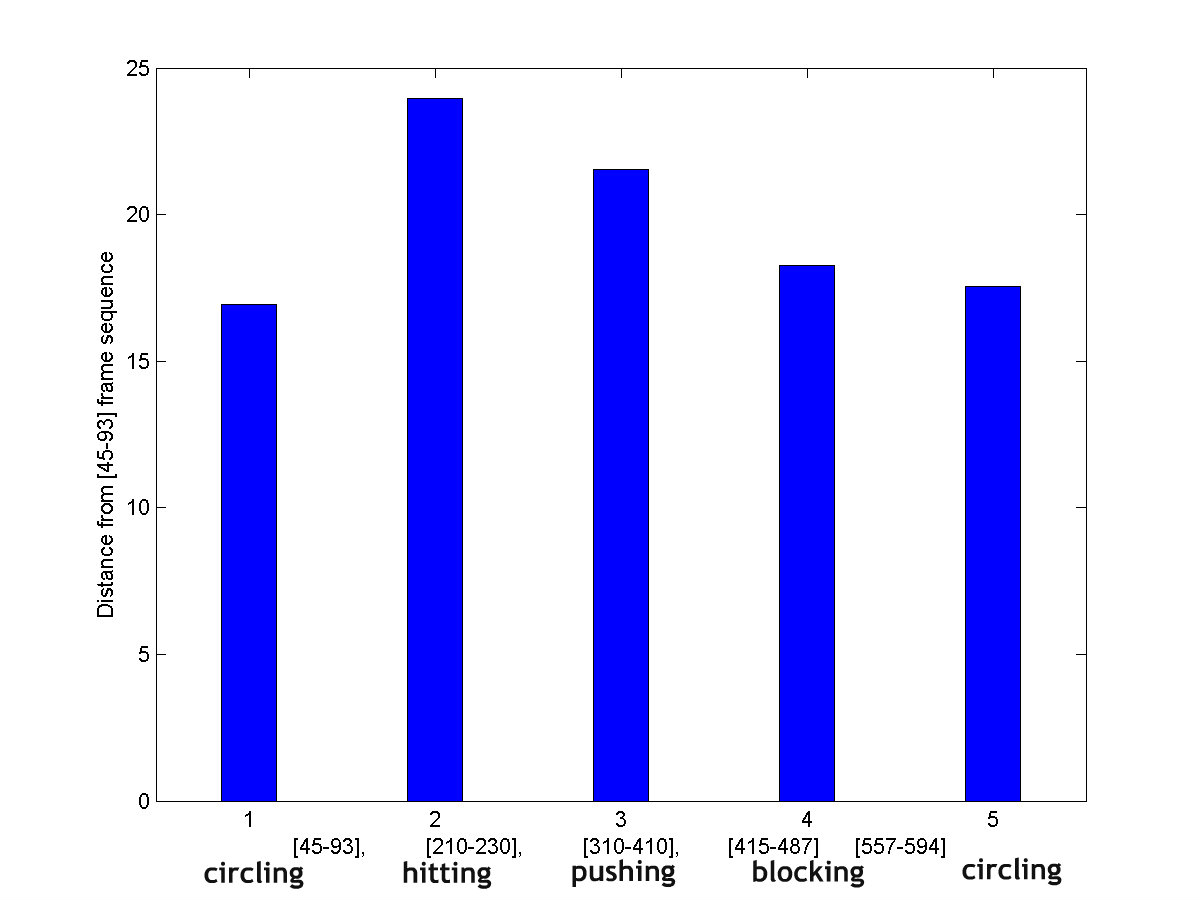 25
20
15
10
5
0
Distance from [45-93] frame sequence
1 2 3 4 5
[45-93], [210-230], [310-410], [415-487] [557-594]
circling hitting pushing blocking circling